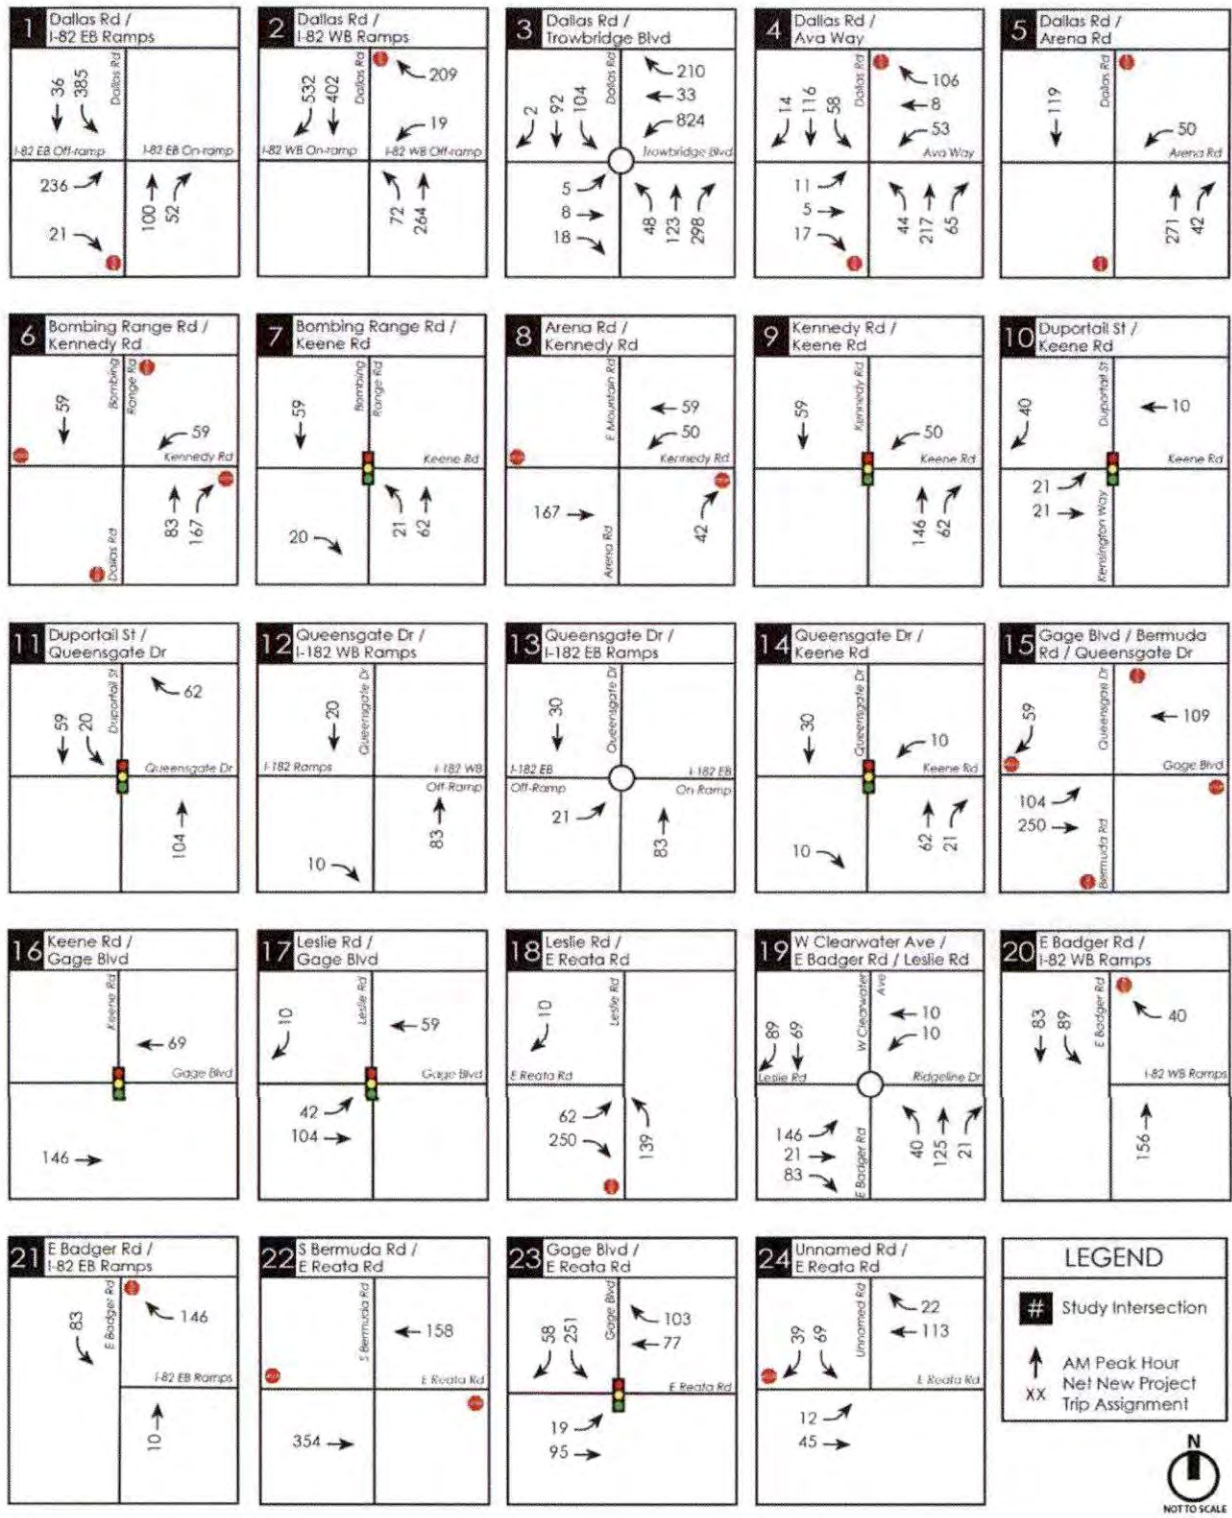 1 Dallas Rd /
I-82 EB Ramps
36
385
Dallas Rd
I-82 EB Off-ramp
I-82 EB On-ramp
236
21
100
52
2 Dallas Rd /
I-82 WB Ramps
532
402
Dallas Rd
209
19
I-82 WB On-ramp
I-82 WB Off-ramp
72
264
3 Dallas Rd /
Trowbridge Blvd
2
92
104
Dallas Rd
210
33
824
Trowbridge Blvd
5
8
18
48
123
298
4 Dallas Rd /
Ava Way
14
116
58
Dallas Rd
106
8
53
Ava Way
11
5
17
44
217
65
5 Dallas Rd /
Arena Rd
119
Dallas Rd
50
Arena Rd
271
42
6 Bombing Range Rd /
Kennedy Rd
59
Bombing
Range Rd
59
Kennedy Rd
83
167
Dallas Rd
7 Bombing Range Rd /
Keene Rd
59
Bombing
Range Rd
Keene Rd
20
21
62
8 Arena Rd /
Kennedy Rd
E Mountain Rd
59
50
Kennedy Rd
167
Arena Rd
42
9 Kennedy Rd /
Keene Rd
59
Kennedy Rd
50
Keene Rd
146
62
10 Duportail St /
Keene Rd
40
Duportail St
10
Keene Rd
21
21
Kensington Way
11 Duportail St /
Queensgate Dr
59
20
Duportail St
62
Queensgate Dr
104
12 Queensgate Dr /
I-182 WB Ramps
20
Queensgate Dr
I-182 Ramps
I-182 WB
Off-Ramp
10
83
13 Queensgate Dr /
I-182 EB Ramps
30
Queensgate Dr
I-182 EB
Off-Ramp
I-182 EB
On-Ramp
21
83
14 Queensgate Dr /
Keene Rd
30
Queensgate Dr
10
Keene Rd
10
62
21
15 Gage Blvd / Bermuda
Rd / Queensgate Dr
59
Queensgate Dr
109
Gage Blvd
104
250
Bermuda Rd
16 Keene Rd /
Gage Blvd
Keene Rd
69
Gage Blvd
146
17 Leslie Rd /
Gage Blvd
10
Leslie Rd
59
Gage Blvd
42
104
18 Leslie Rd /
E Reata Rd
10
Leslie Rd
E Reata Rd
62
250
139
19 W Clearwater Ave /
E Badger Rd / Leslie Rd
89
69
W Clearwater
Ave
10
10
Leslie Rd
Ridgeline Dr
146
21
83
E Badger Rd
40
125
21
20 E Badger Rd /
I-82 WB Ramps
83
89
E Badger Rd
40
I-82 WB Ramps
156
21 E Badger Rd /
I-82 EB Ramps
83
E Badger Rd
146
I-82 EB Ramps
10
22 S Bermuda Rd /
E Reata Rd
S Bermuda Rd
158
E Reata Rd
354
23 Gage Blvd /
E Reata Rd
58
251
Gage Blvd
103
77
E Reata Rd
19
95
24 Unnamed Rd /
E Reata Rd
39
69
Unnamed Rd
22
113
E Reata Rd
12
45
LEGEND
# Study Intersection
AM Peak Hour
XX Net New Project
Trip Assignment
N
NOT TO SCALE